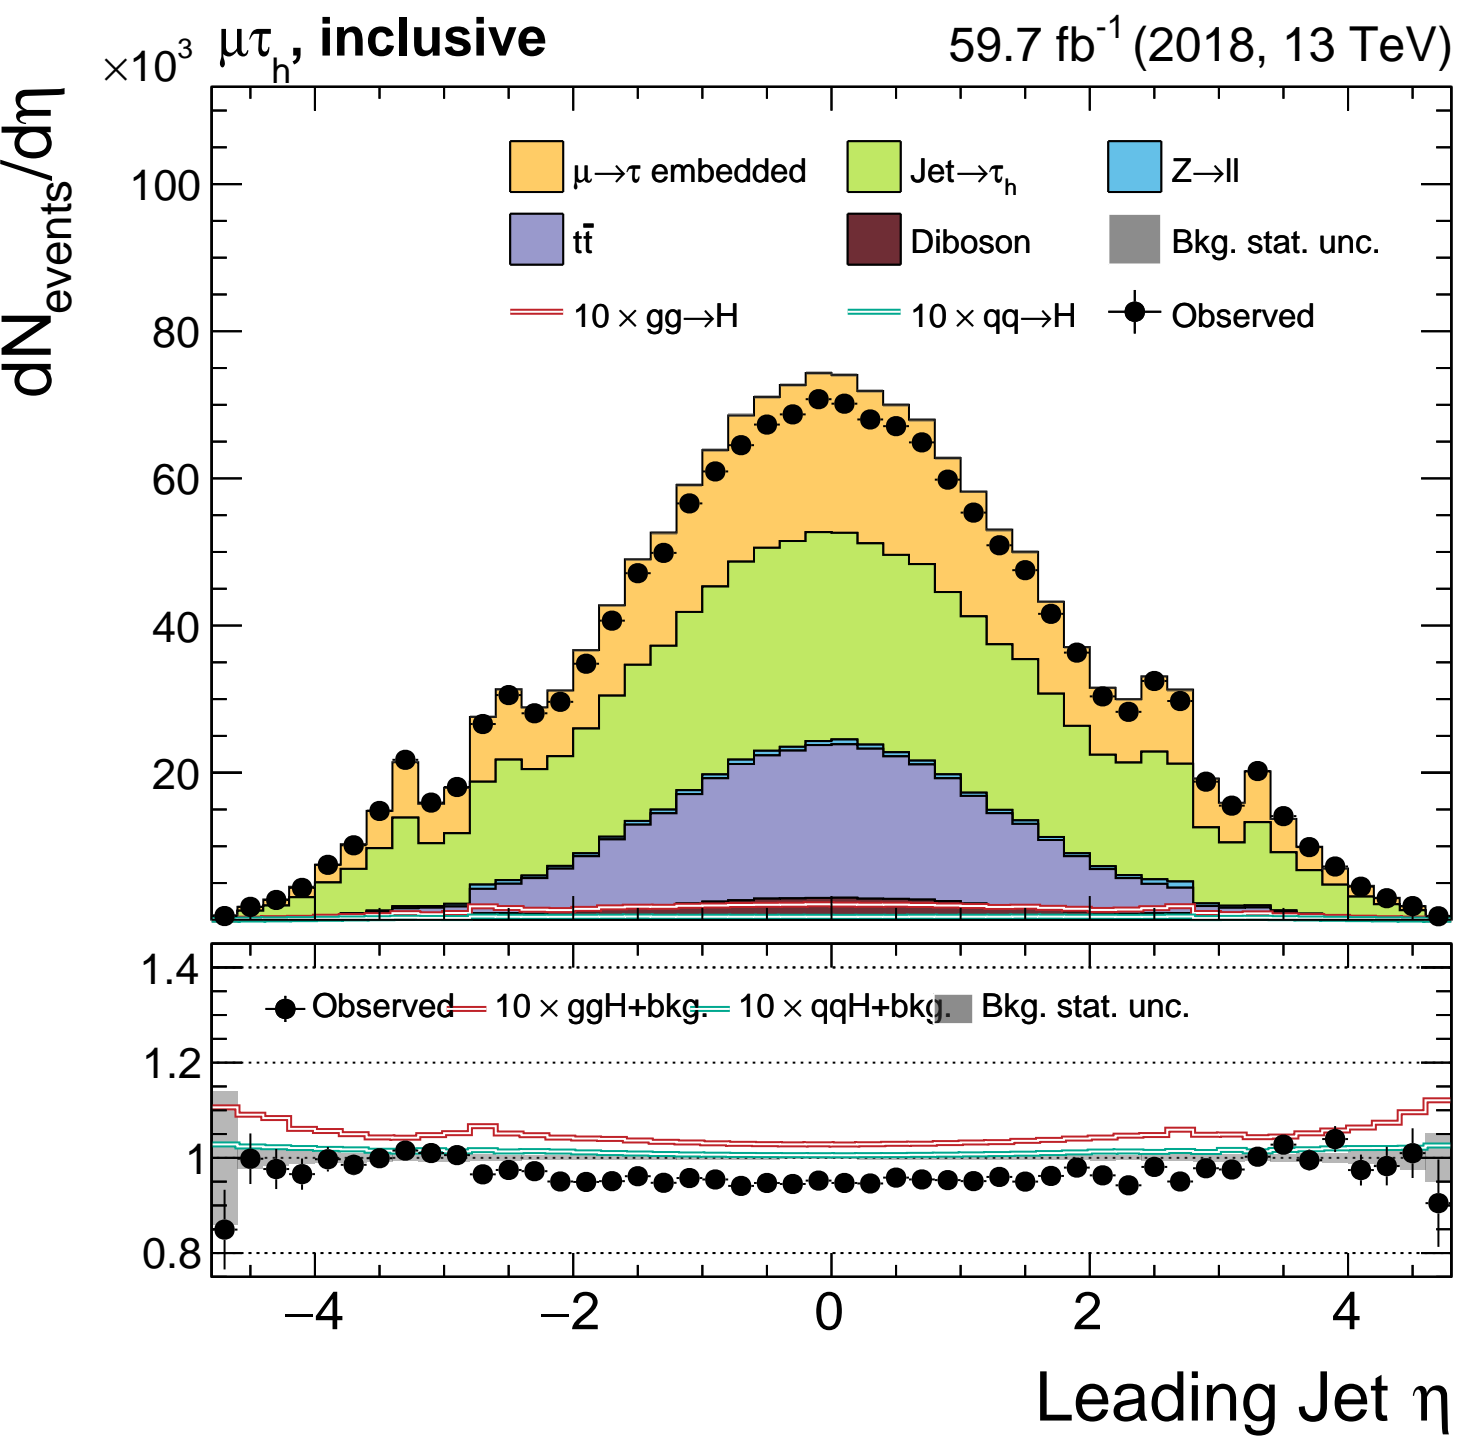 ×10³ μτₕ, inclusive 59.7 fb⁻¹ (2018, 13 TeV)
dN_events/dη
μ→τ embedded Jet→τₕ Z→ll
tt̄ Diboson Bkg. stat. unc.
10 × gg→H 10 × qq→H Observed
100
80
60
40
20
1.4
Observed 10 × ggH+bkg. 10 × qqH+bkg. Bkg. stat. unc.
1.2
1
0.8
−4 −2 0 2 4
Leading Jet η